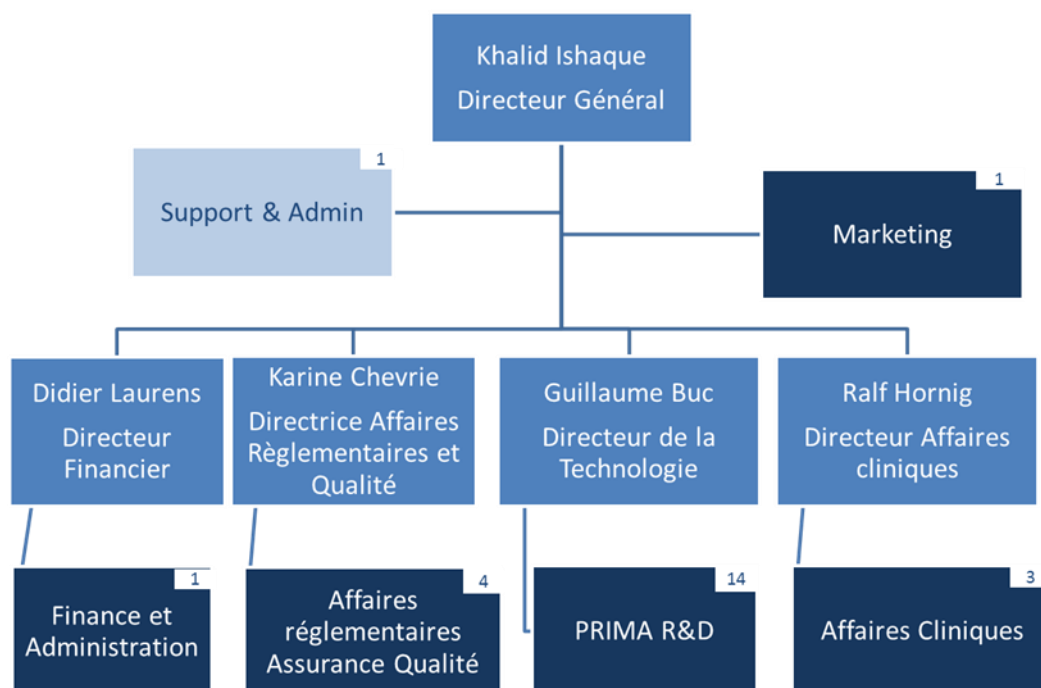 Khalid Ishaque
Directeur Général
1
Support & Admin
1
Marketing
Didier Laurens
Directeur
Financier
Karine Chevrie
Directrice Affaires
Règlementaires et
Qualité
Guillaume Buc
Directeur de la
Technologie
Ralf Hornig
Directeur Affaires
cliniques
1
Finance et
Administration
4
Affaires
réglementaires
Assurance Qualité
14
PRIMA R&D
3
Affaires Cliniques